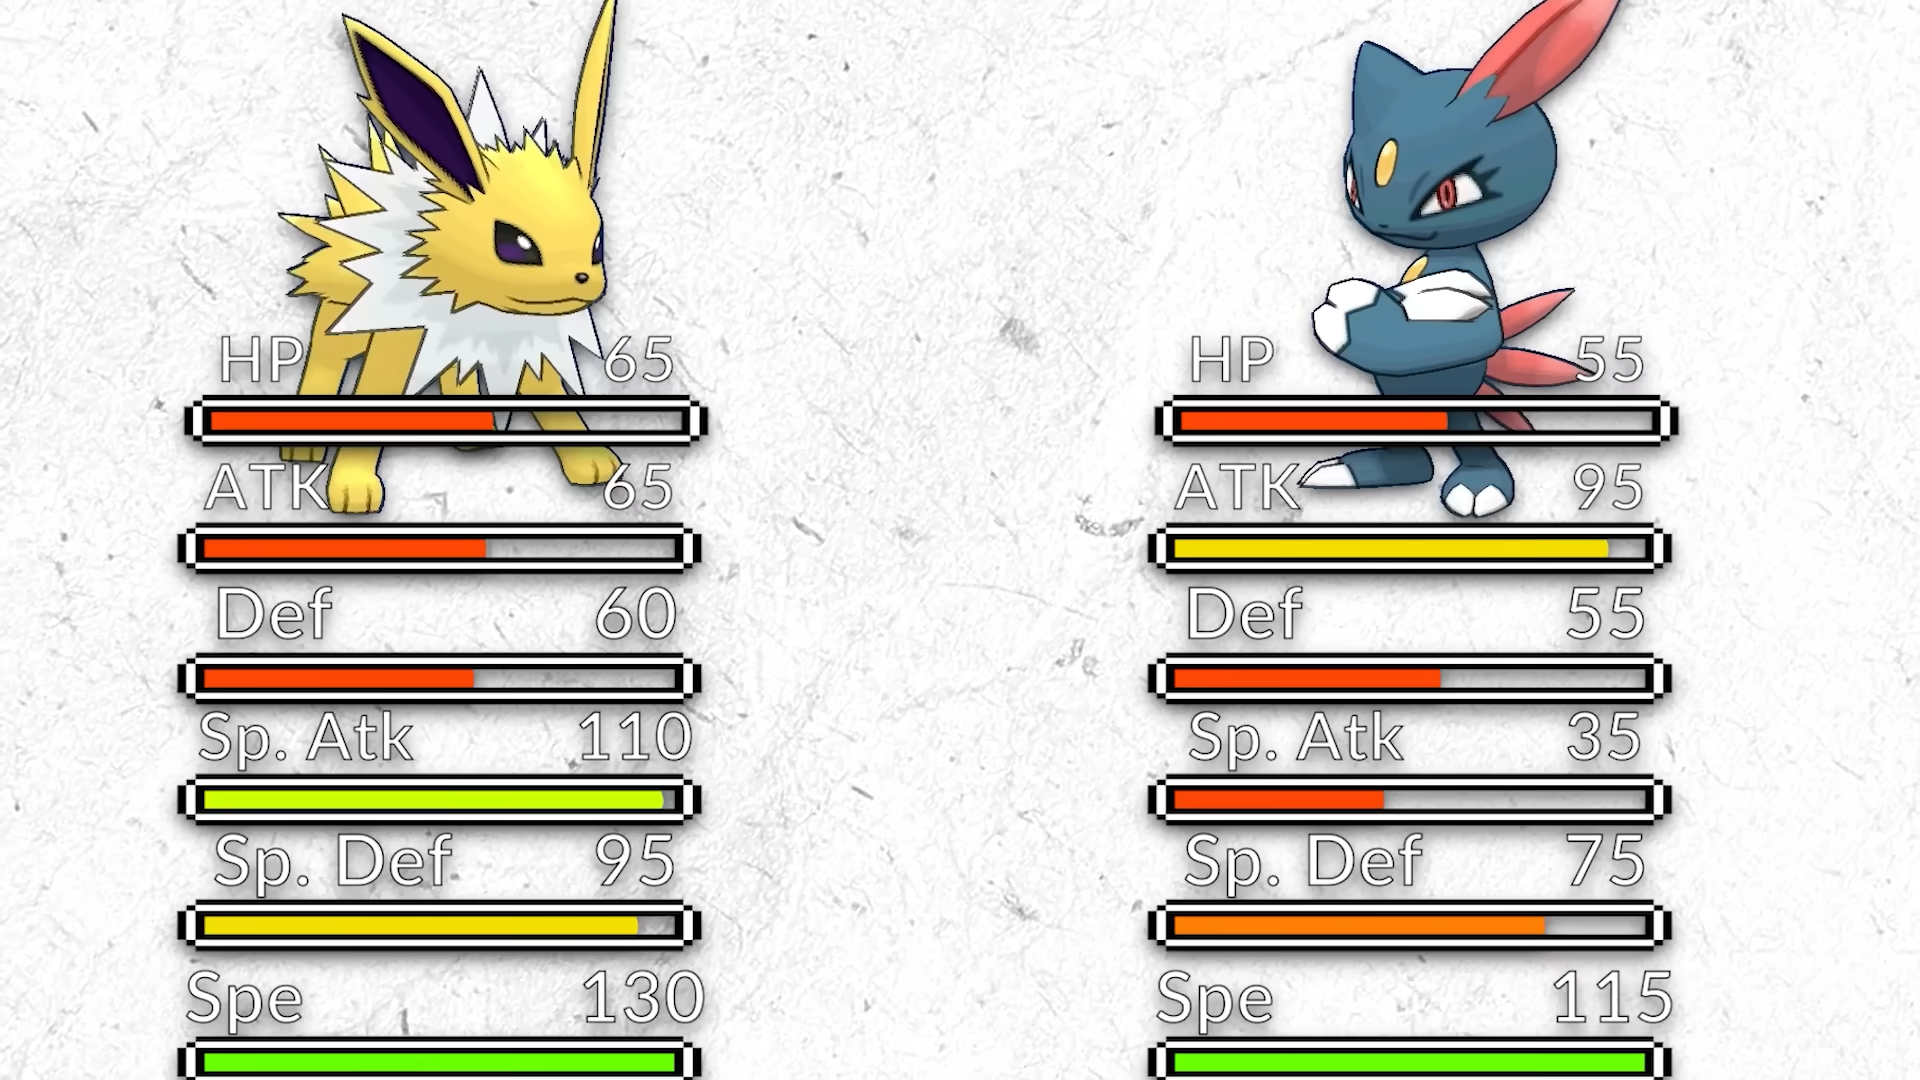 HP 65
ATK 65
Def 60
Sp. Atk 110
Sp. Def 95
Spe 130
HP 55
ATK 95
Def 55
Sp. Atk 35
Sp. Def 75
Spe 115